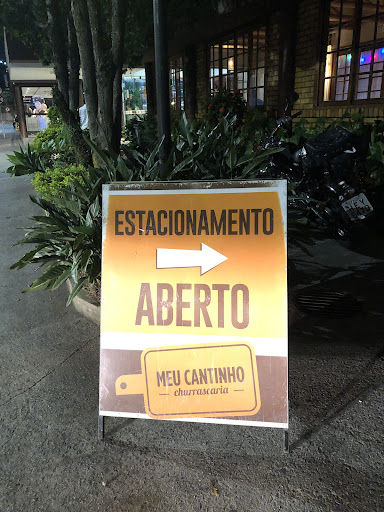 ESTACIONAMENTO
ABERTO
MEU CANTINHO
churrascaria